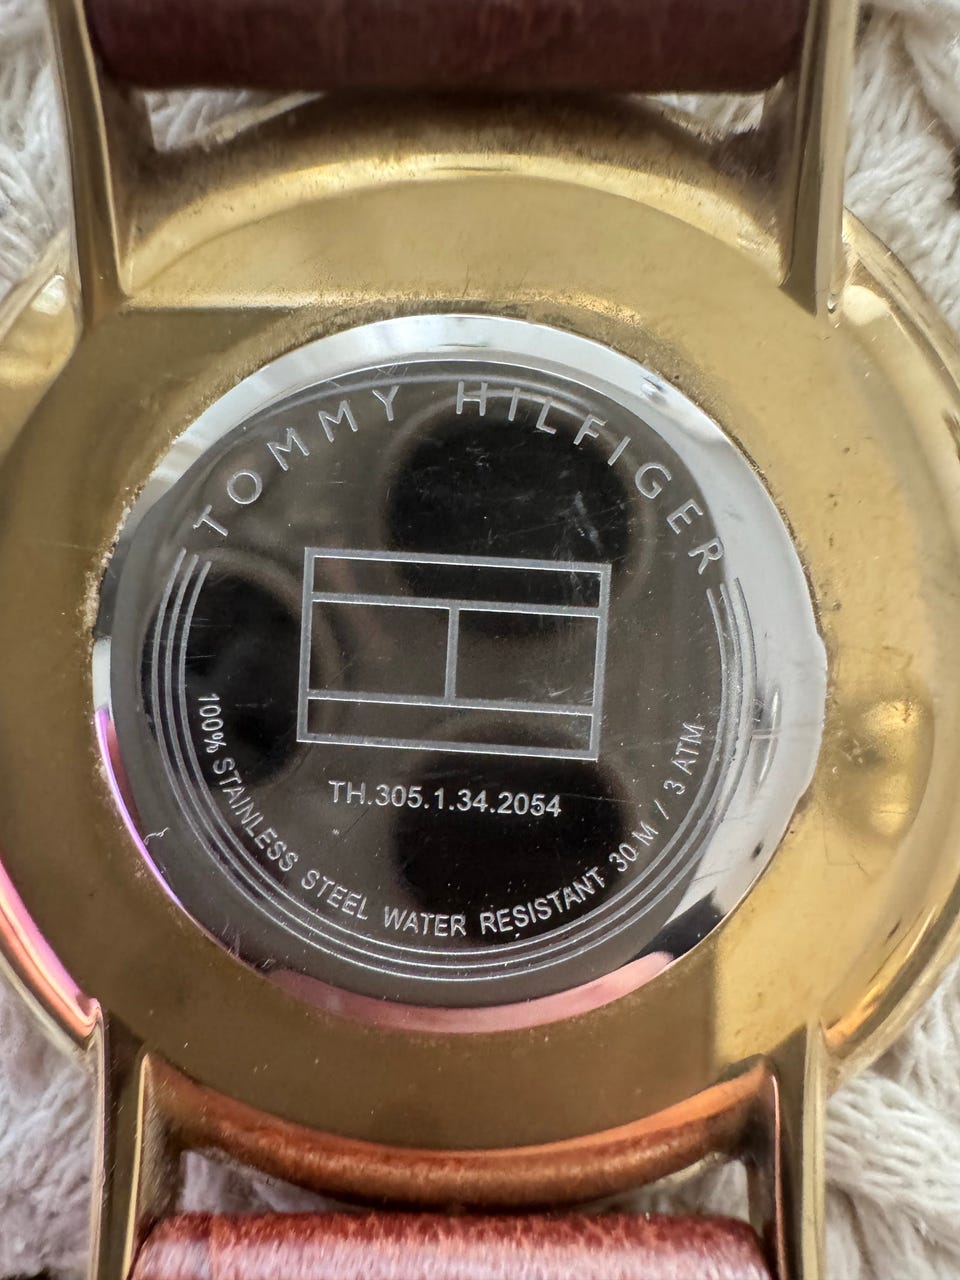 TOMMY HILFIGER
TH.305.1.34.2054
100% STAINLESS STEEL WATER RESISTANT 30 M / 3 ATM